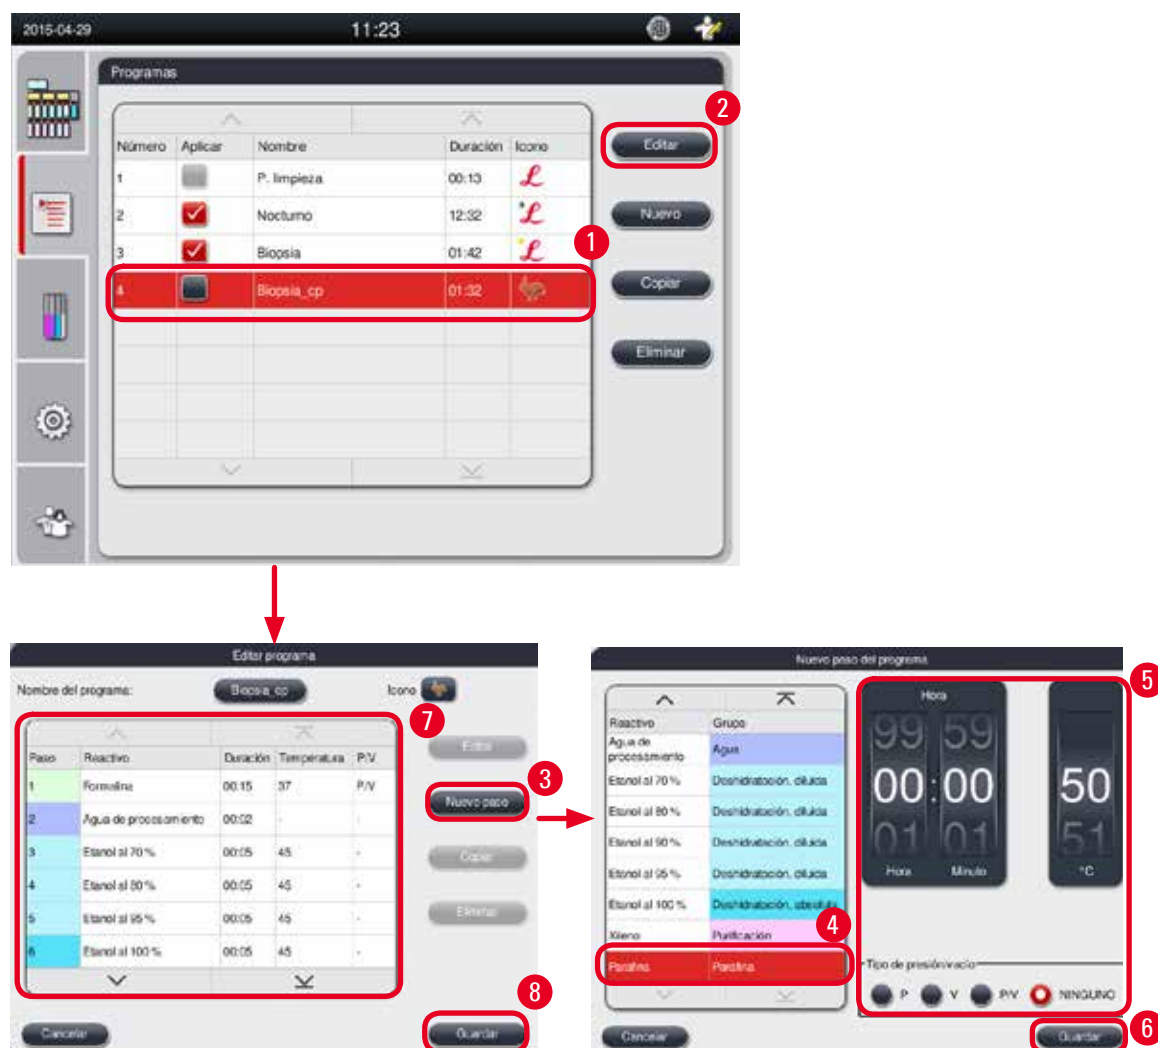 2015-04-29 11:23
Programas
2
Número Aplicar Nombre Duración Icono
Editar
1 P. limpieza 00:13
2 Nocturno 12:32
Nuevo
3 Biopsia 01:42
1
4 Biopsia_cp 01:32
Copiar
Eliminar
Editar programa
Nombre del programa: Biopsia_cp Icono
7
Editar
Paso Reactivo Duración Temperatura P/V
1 Formalina 00:15 37 P/V
3
Nuevo paso
2 Agua de procesamiento 00:02 - -
3 Etanol al 70 % 00:05 45 -
Copiar
4 Etanol al 80 % 00:05 45 -
5 Etanol al 95 % 00:05 45 -
Eliminar
6 Etanol al 100 % 00:05 45 -
8
Cancelar Guardar
Nuevo paso del programa
5
Reactivo Grupo
Agua de procesamiento Agua
Etanol al 70 % Deshidratación, diluida
Etanol al 80 % Deshidratación, diluida
Etanol al 90 % Deshidratación, diluida
Etanol al 95 % Deshidratación, diluida
Etanol al 100 % Deshidratación, absoluta
4
Xileno Purificación
Parafina Parafina
Hora
99 59
00:00 50
01 01 51
Hora Minuto °C
Tipo de presión/vacío
P V P/V NINGUNO
Cancelar Guardar
6